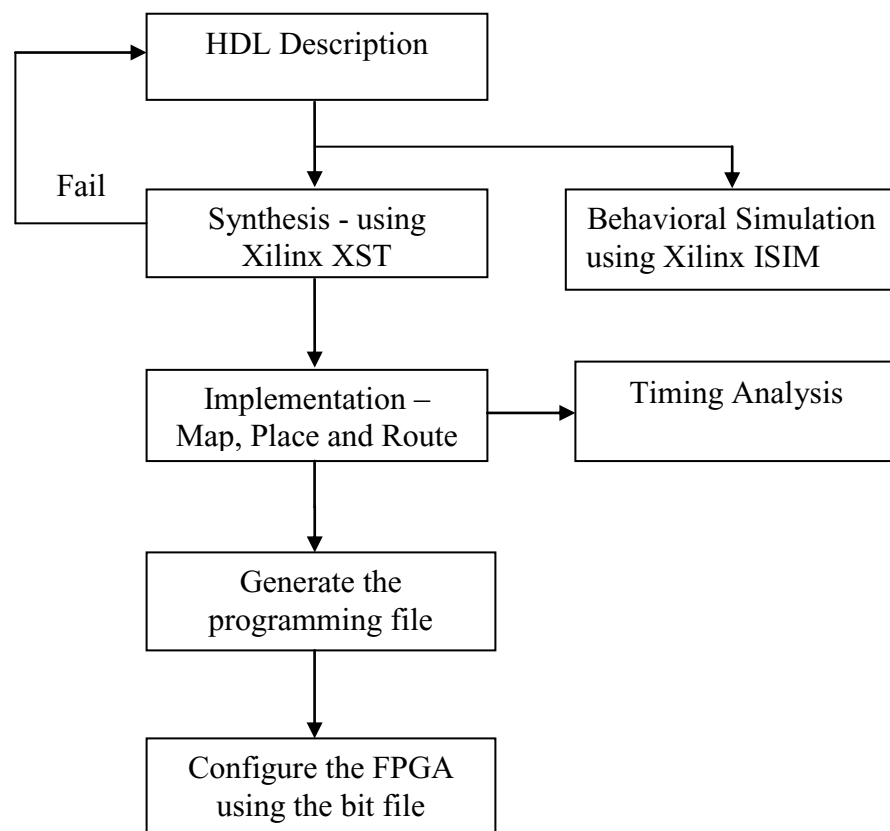 HDL Description
Fail
Synthesis - using
Xilinx XST
Behavioral Simulation
using Xilinx ISIM
Implementation –
Map, Place and Route
Timing Analysis
Generate the
programming file
Configure the FPGA
using the bit file